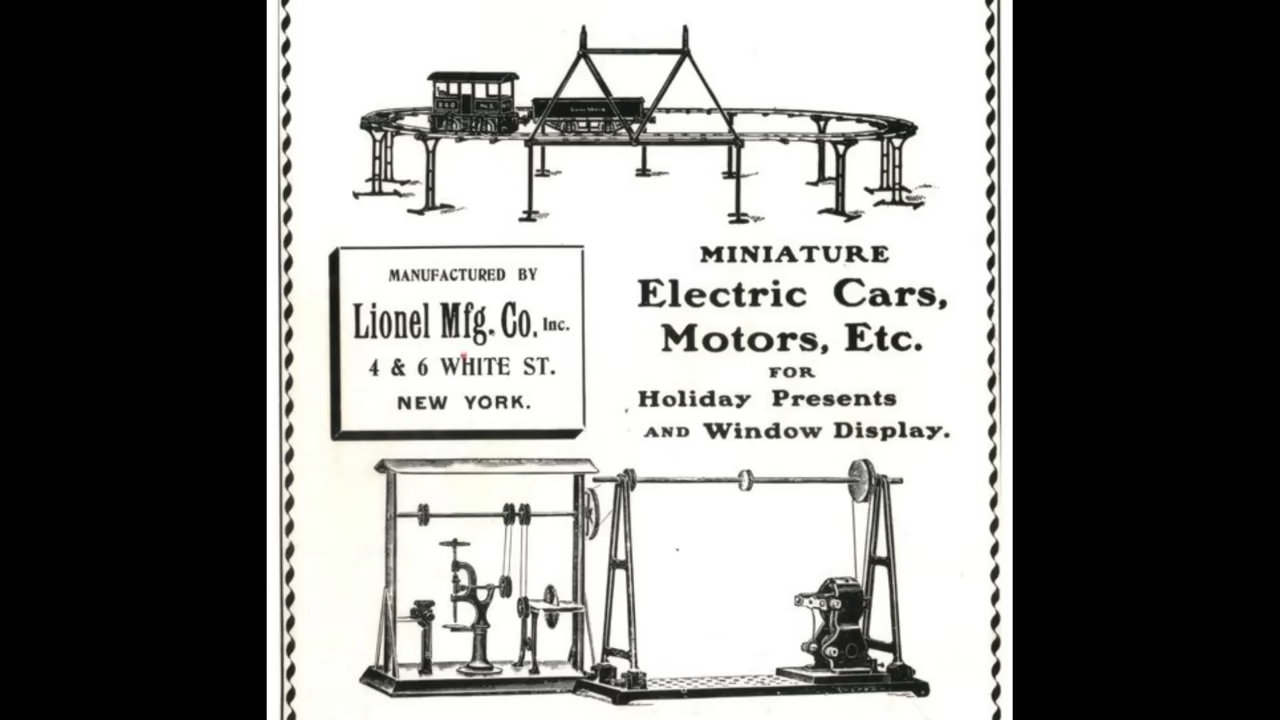 MANUFACTURED BY
Lionel Mfg. Co. Inc.
4 & 6 WHITE ST.
NEW YORK.
MINIATURE
Electric Cars,
Motors, Etc.
FOR
Holiday Presents
AND Window Display.